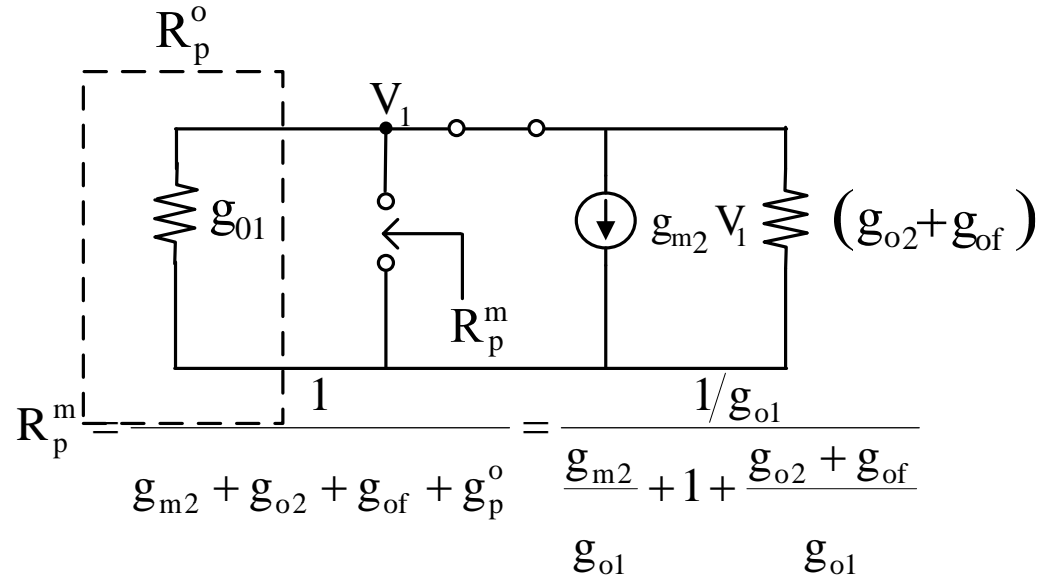 R_p^o
V_1
g_01
g_m2 V_1
(g_o2+g_of )
R_p^m
R_p^m = 1 / (g_m2 + g_o2 + g_of + g_p^o) = (1/g_o1) / (g_m2/g_o1 + 1 + (g_o2 + g_of)/g_o1)